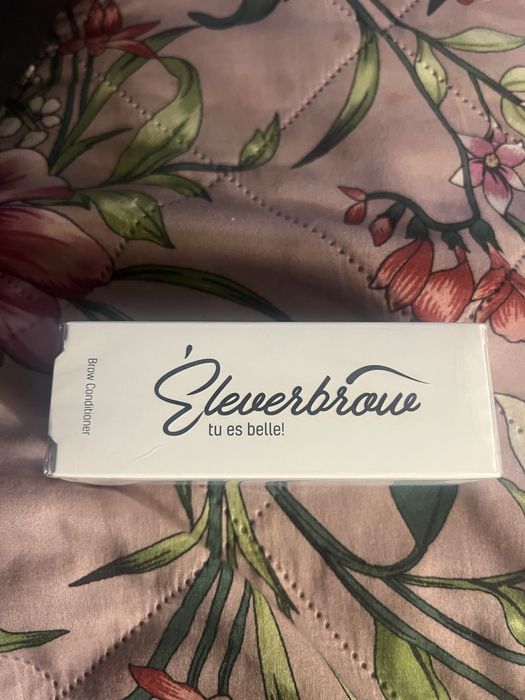 Brow Conditioner
Éleverbrow
tu es belle!